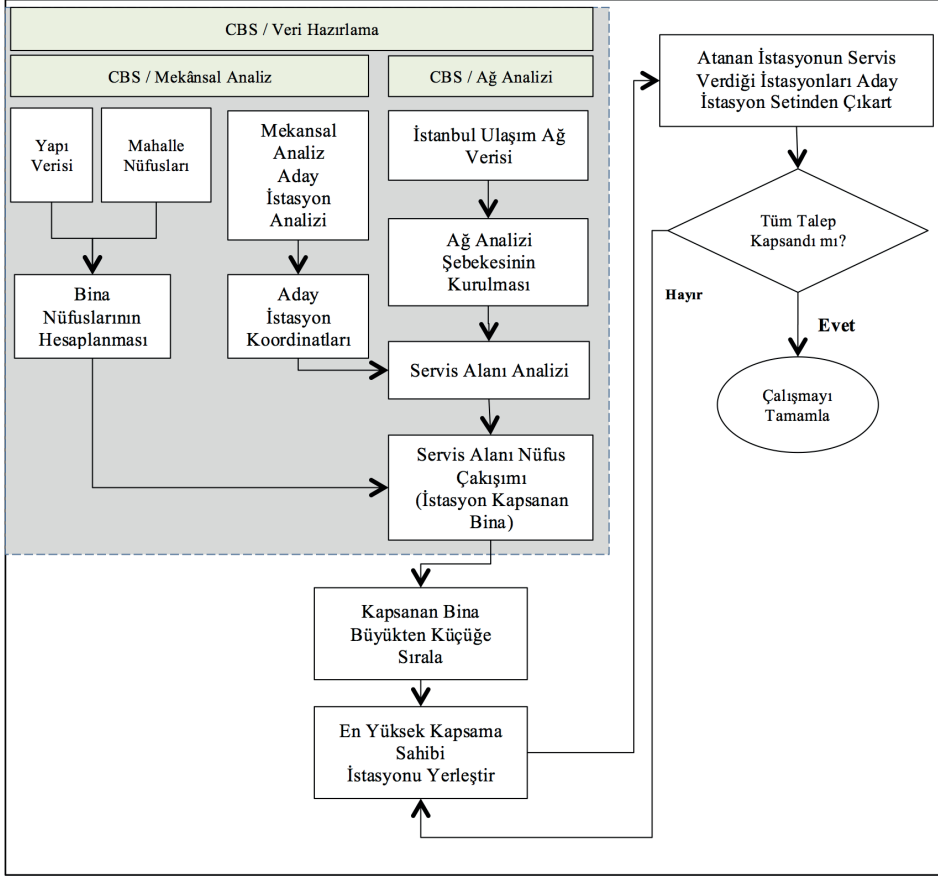 CBS / Veri Hazırlama
CBS / Mekânsal Analiz
CBS / Ağ Analizi
Yapı
Verisi
Mahalle
Nüfusları
Mekansal
Analiz
Aday
İstasyon
Analizi
İstanbul Ulaşım Ağ
Verisi
Ağ Analizi
Şebekesinin
Kurulması
Bina
Nüfuslarının
Hesaplanması
Aday
İstasyon
Koordinatları
Servis Alanı Analizi
Servis Alanı Nüfus
Çakışımı
(İstasyon Kapsanan
Bina)
Kapsanan Bina
Büyükten Küçüğe
Sırala
En Yüksek Kapsama
Sahibi
İstasyonu Yerleştir
Atanan İstasyonun Servis
Verdiği İstasyonları Aday
İstasyon Setinden Çıkart
Tüm Talep
Kapsandı mı?
Hayır
Evet
Çalışmayı
Tamamla